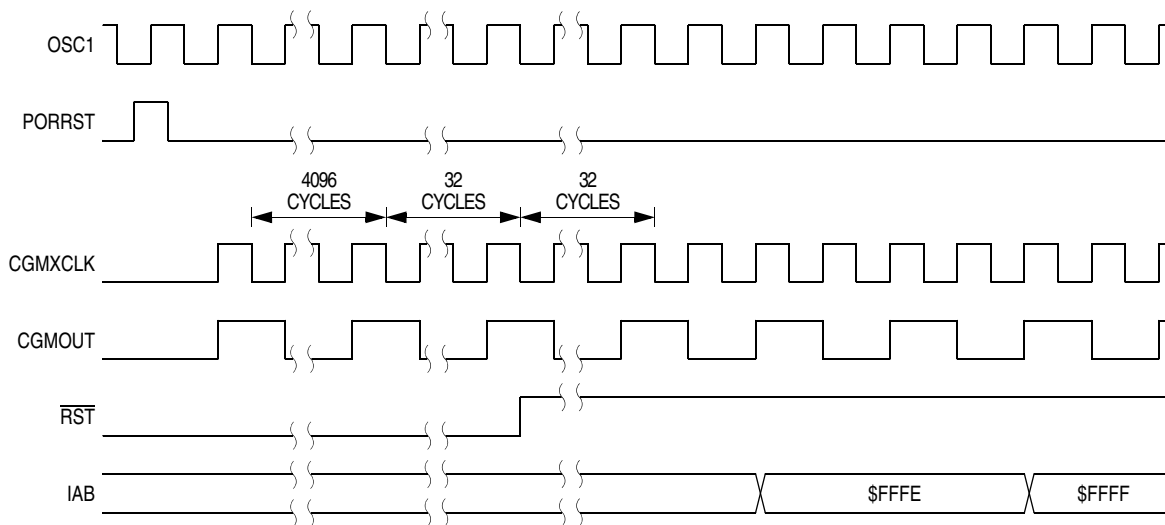 OSC1
PORRST
4096
CYCLES
32
CYCLES
32
CYCLES
CGMXCLK
CGMOUT
RST
IAB
$FFFE
$FFFF